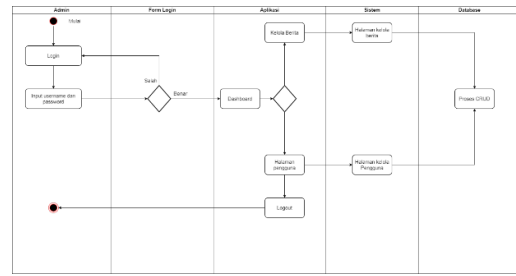 Admin
Form Login
Aplikasi
Sistem
Database
Mulai
Login
Kelola Berita
Halaman kelola
berita
Salah
Benar
Input username dan
password
Dashboard
Proses CRUD
Halaman
pengguna
Halaman kelola
Pengguna
Logout